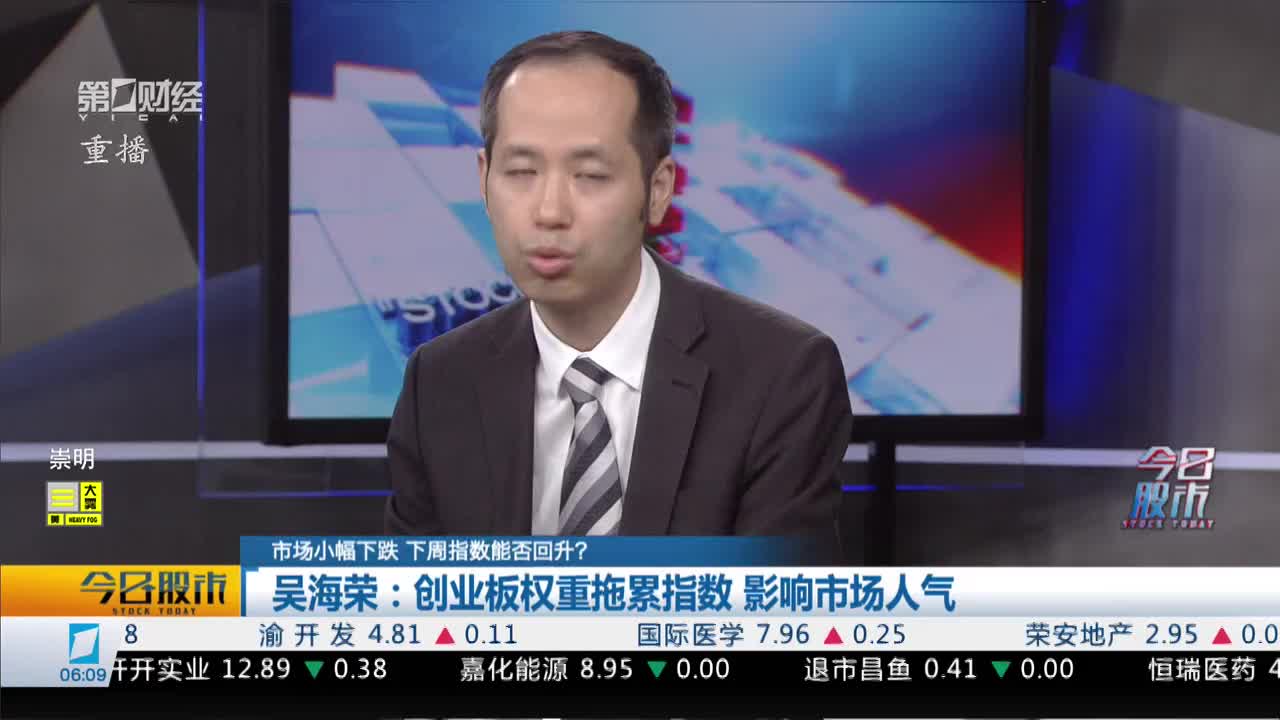 第一财经
YICAI
重播
STOC
崇明
大雾
黄 HEAVY FOG
今日股市
STOCK TODAY
市场小幅下跌 下周指数能否回升?
今日股市
STOCK TODAY
吴海荣：创业板权重拖累指数 影响市场人气
8 渝开发 4.81 ▲ 0.11 国际医学 7.96 ▲ 0.25 荣安地产 2.95 ▲ 0.0
06:09
开开实业 12.89 ▼ 0.38 嘉化能源 8.95 ▼ 0.00 退市昌鱼 0.41 ▼ 0.00 恒瑞医药 4